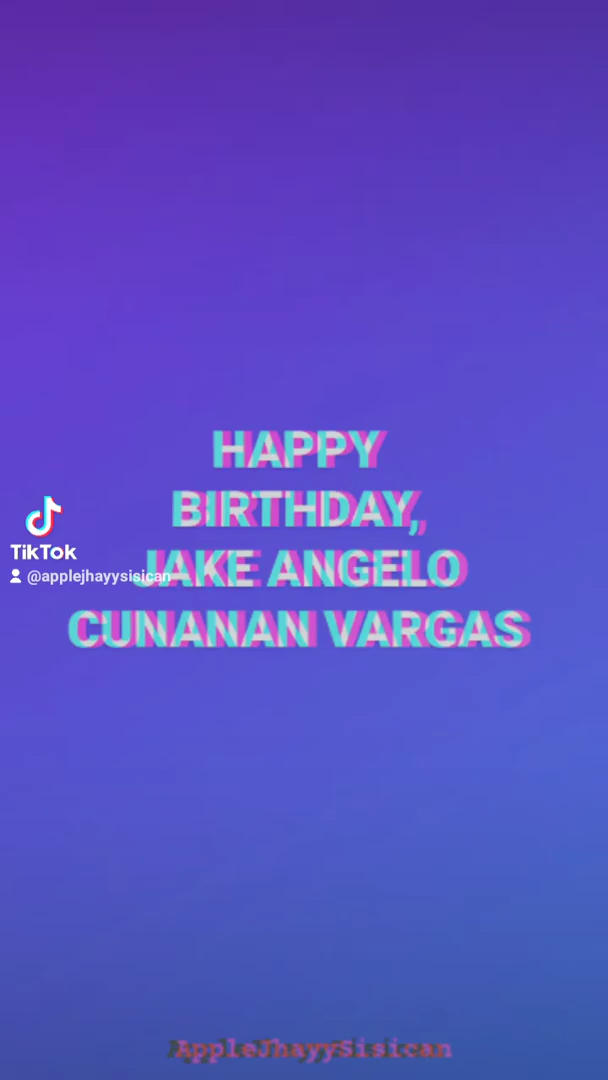 HAPPY
BIRTHDAY,
JAKE ANGELO
CUNANAN VARGAS
TikTok
@applejhayysisican
AppleJhayySisican